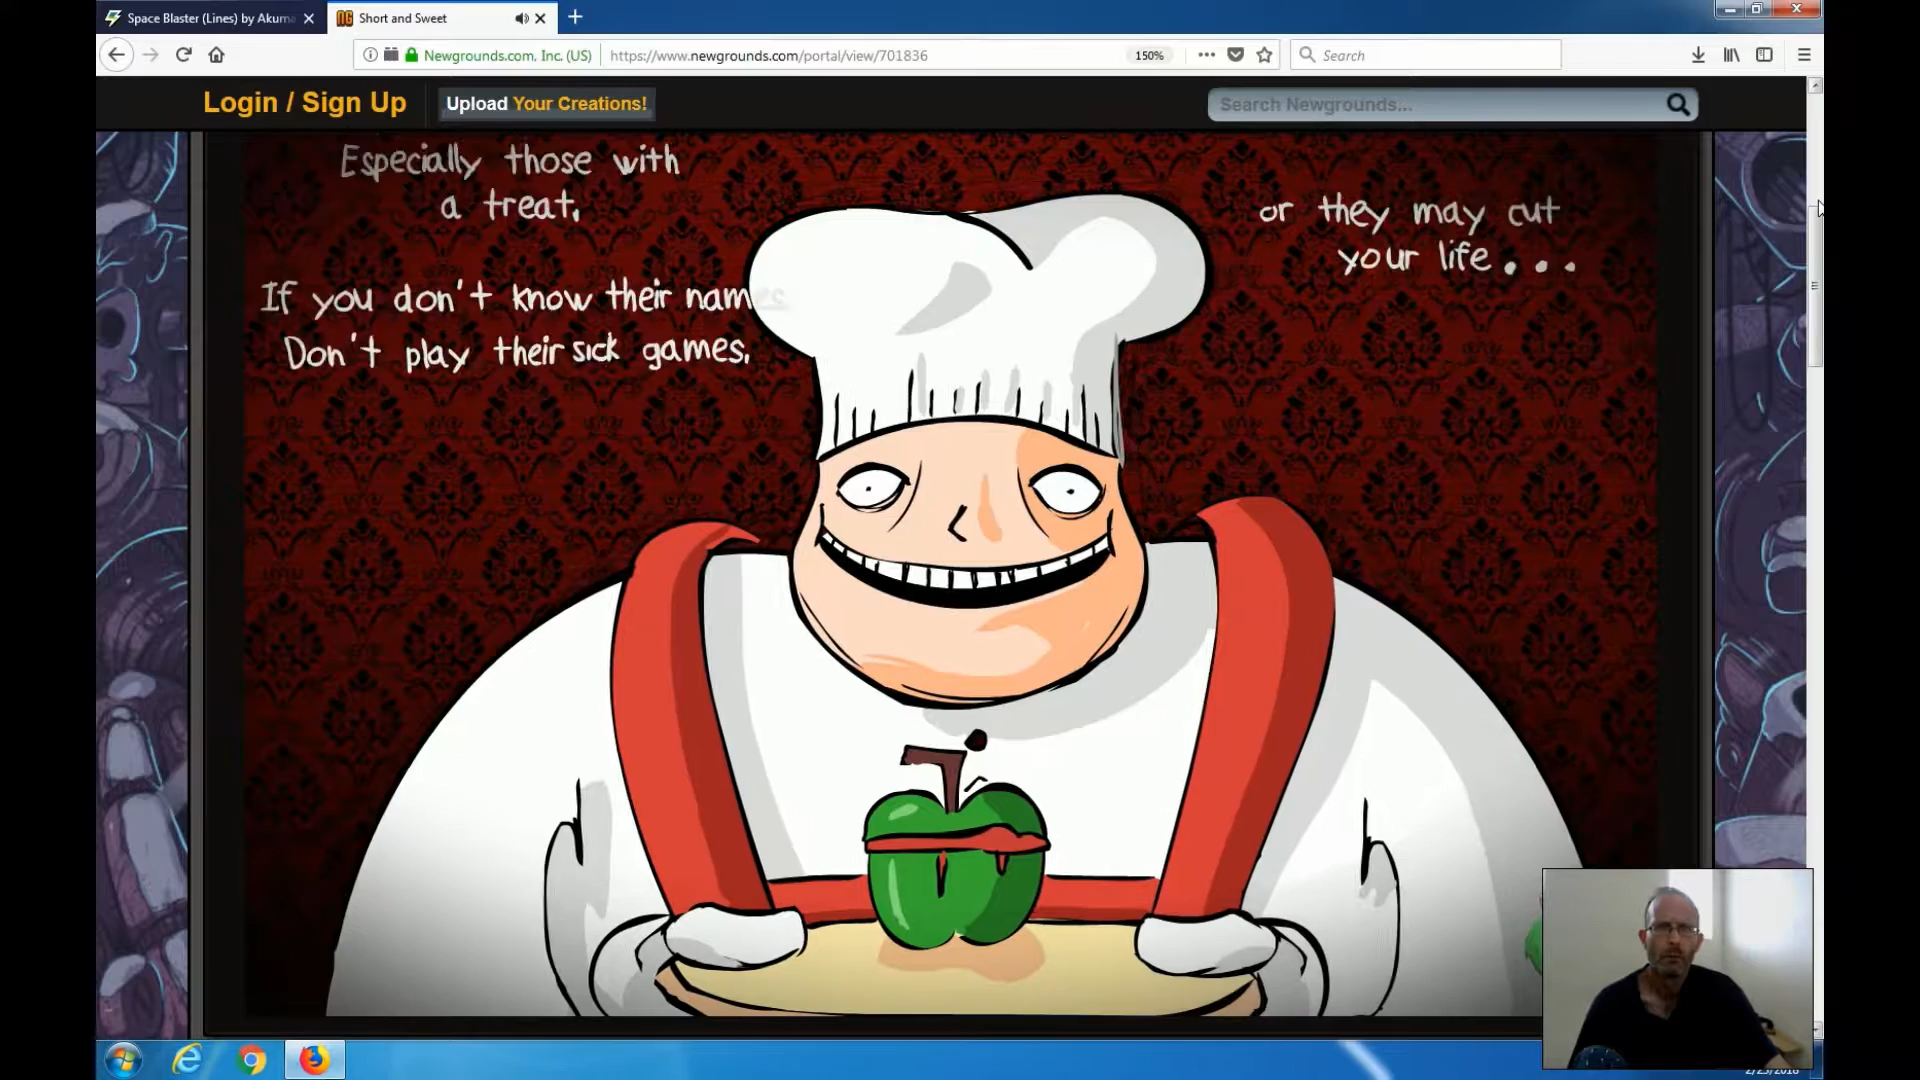 Space Blaster (Lines) by Akuma
Short and Sweet
Newgrounds.com, Inc. (US)
https://www.newgrounds.com/portal/view/701836
150%
Search
Login / Sign Up
Upload Your Creations!
Search Newgrounds...
Especially those with
a treat.
or they may cut
your life...
If you don't know their names
Don't play their sick games.